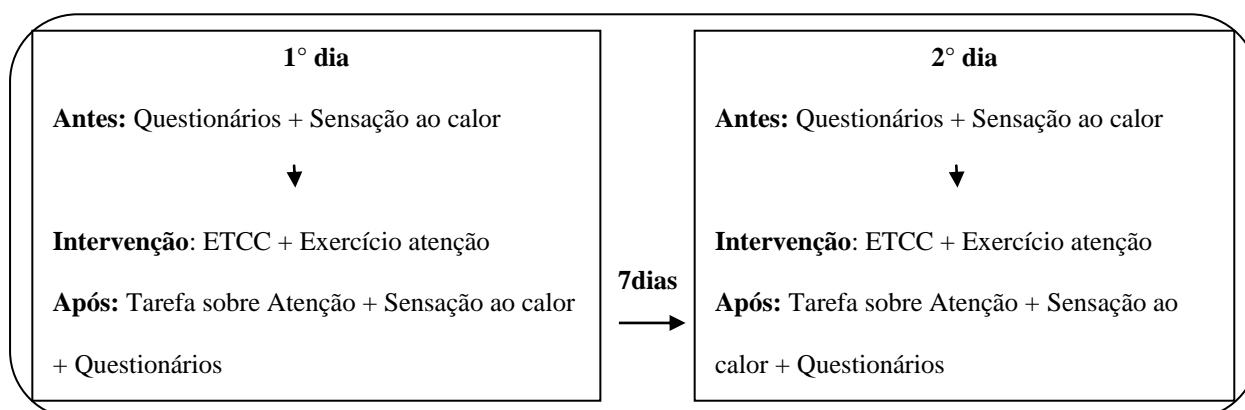 1° dia
Antes: Questionários + Sensação ao calor
Intervenção: ETCC + Exercício atenção
Após: Tarefa sobre Atenção + Sensação ao calor
+ Questionários
7dias
2° dia
Antes: Questionários + Sensação ao calor
Intervenção: ETCC + Exercício atenção
Após: Tarefa sobre Atenção + Sensação ao
calor + Questionários